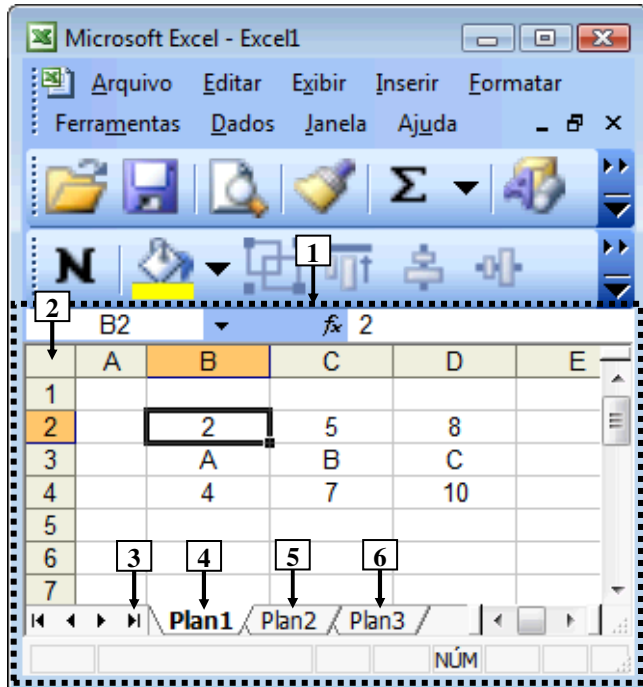 Microsoft Excel - Excel1
Arquivo Editar Exibir Inserir Formatar
Ferramentas Dados Janela Ajuda
Σ
N
1
2
B2 fx 2
A B C D E
1
2 2 5 8
3 A B C
4 4 7 10
5
6
3 4 5 6
7
Plan1 Plan2 Plan3
NÚM